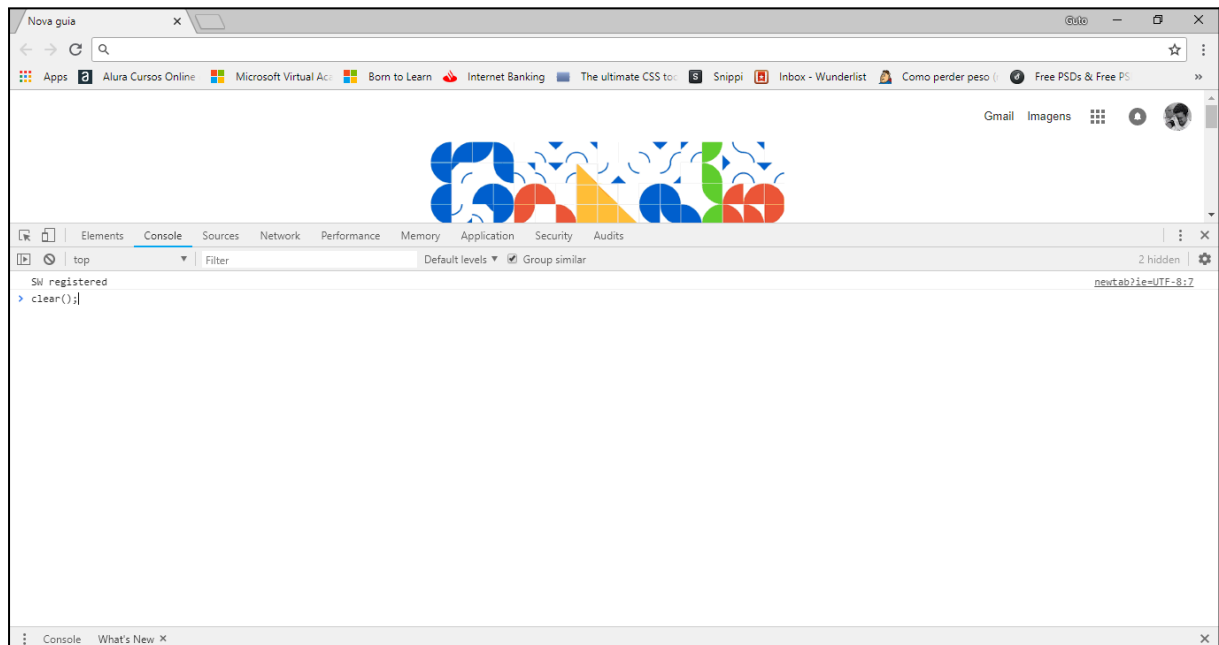 Nova guia
Guto
Apps Alura Cursos Online Microsoft Virtual Aca Born to Learn Internet Banking The ultimate CSS too Snippi Inbox - Wunderlist Como perder peso ( Free PSDs & Free PS
Gmail Imagens
Elements Console Sources Network Performance Memory Application Security Audits
top Filter Default levels Group similar 2 hidden
SW registered newtab?ie=UTF-8:7
> clear();
Console What's New